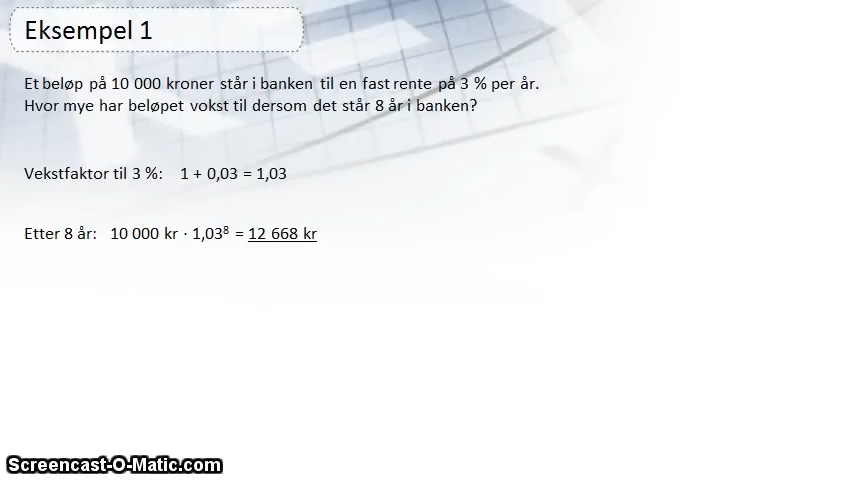 Eksempel 1
Et beløp på 10 000 kroner står i banken til en fast rente på 3 % per år.
Hvor mye har beløpet vokst til dersom det står 8 år i banken?
Vekstfaktor til 3 %: 1 + 0,03 = 1,03
Etter 8 år: 10 000 kr · 1,03⁸ = 12 668 kr
Screencast-O-Matic.com